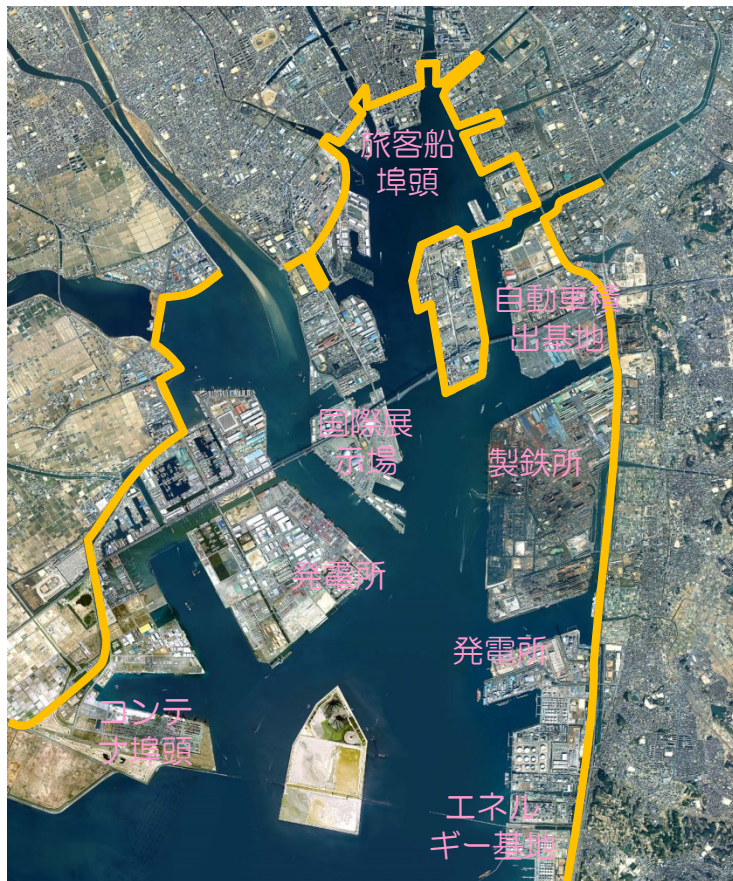 旅客船
埠頭
自動車積
出基地
国際展
示場
製鉄所
発電所
発電所
コンテ
ナ埠頭
エネル
ギー基地